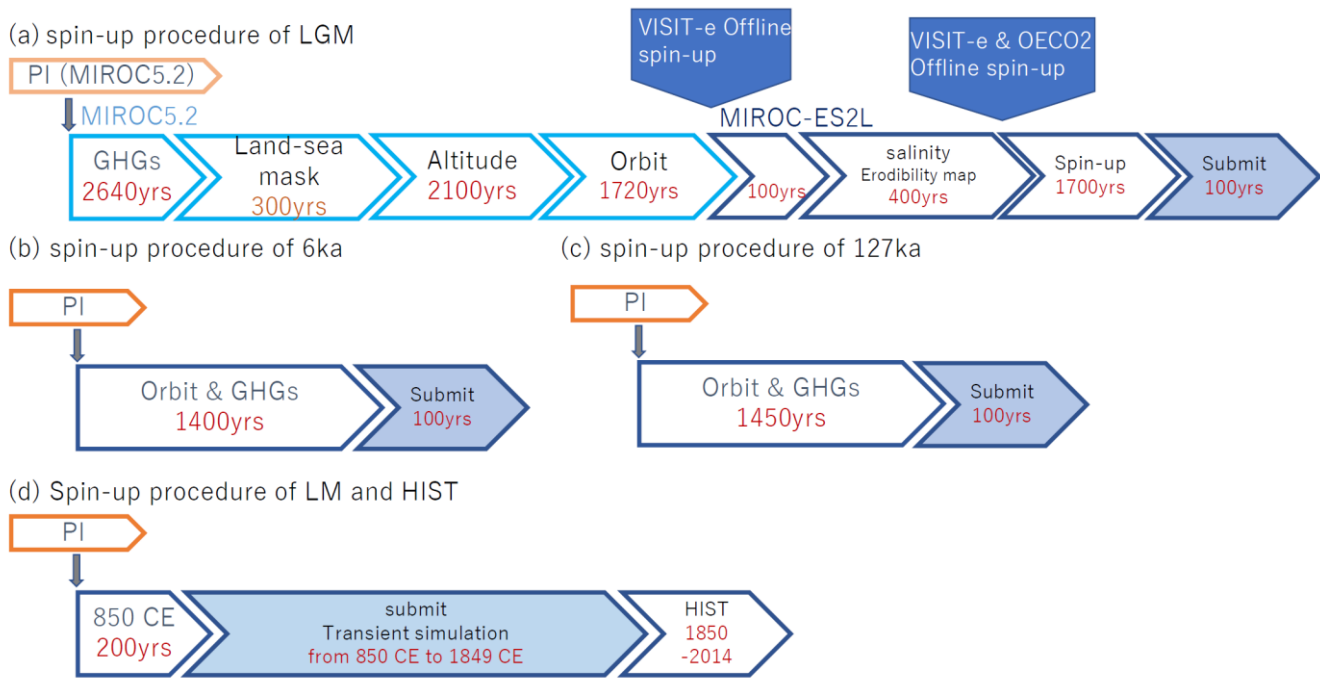 (a) spin-up procedure of LGM
PI (MIROC5.2)
MIROC5.2
VISIT-e Offline
spin-up
VISIT-e & OECO2
Offline spin-up
MIROC-ES2L
GHGs
2640yrs
Land-sea
mask
300yrs
Altitude
2100yrs
Orbit
1720yrs
100yrs
salinity
Erodibility map
400yrs
Spin-up
1700yrs
Submit
100yrs
(b) spin-up procedure of 6ka
PI
Orbit & GHGs
1400yrs
Submit
100yrs
(c) spin-up procedure of 127ka
PI
Orbit & GHGs
1450yrs
Submit
100yrs
(d) Spin-up procedure of LM and HIST
PI
850 CE
200yrs
submit
Transient simulation
from 850 CE to 1849 CE
HIST
1850
-2014